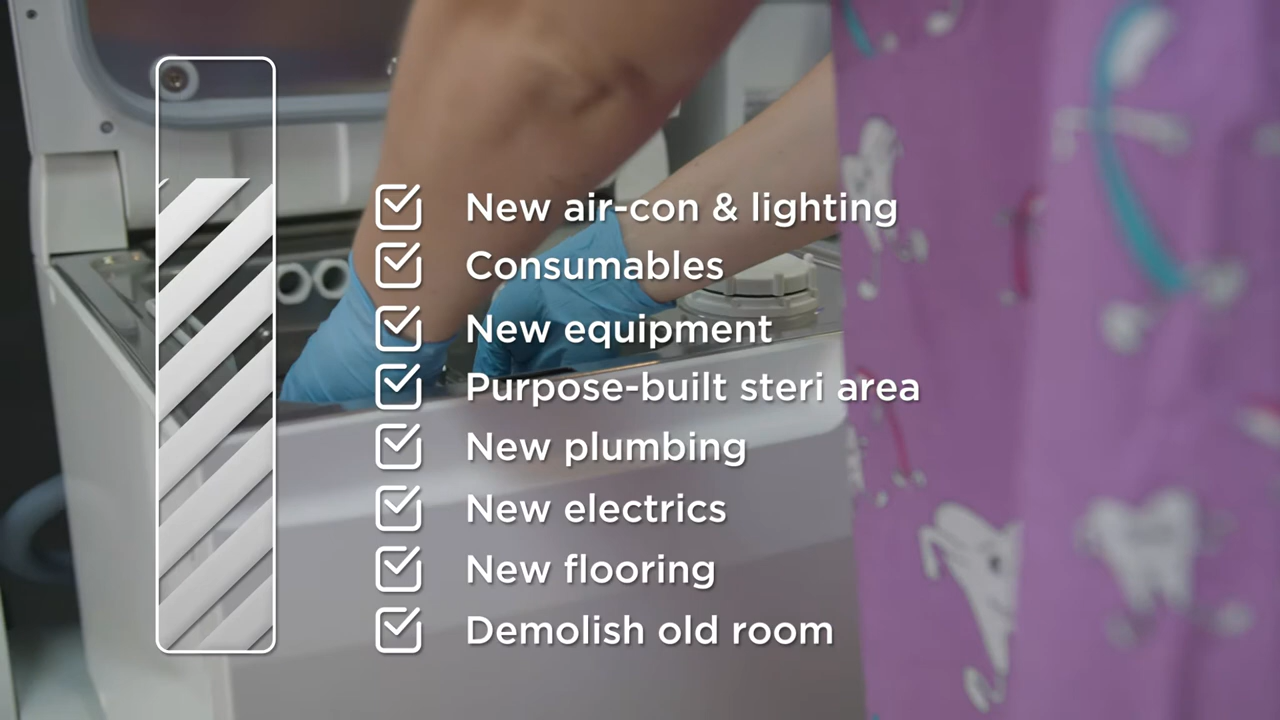 New air-con & lighting
Consumables
New equipment
Purpose-built steri area
New plumbing
New electrics
New flooring
Demolish old room